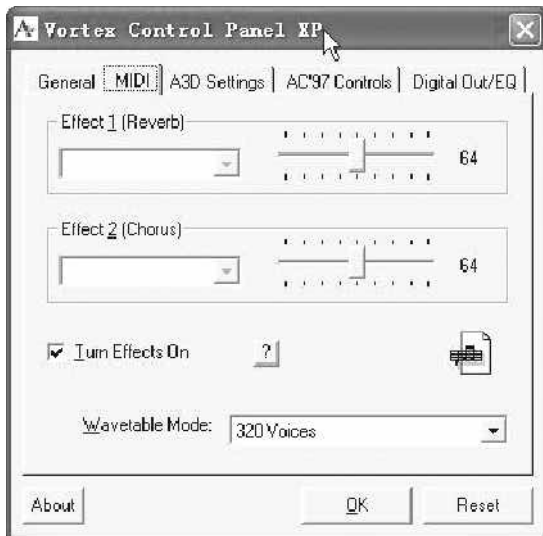 Vortex Control Panel XP
General MIDI A3D Settings AC'97 Controls Digital Out/EQ
Effect 1 (Reverb)
64
Effect 2 (Chorus)
64
Turn Effects On ?
Wavetable Mode: 320 Voices
About OK Reset